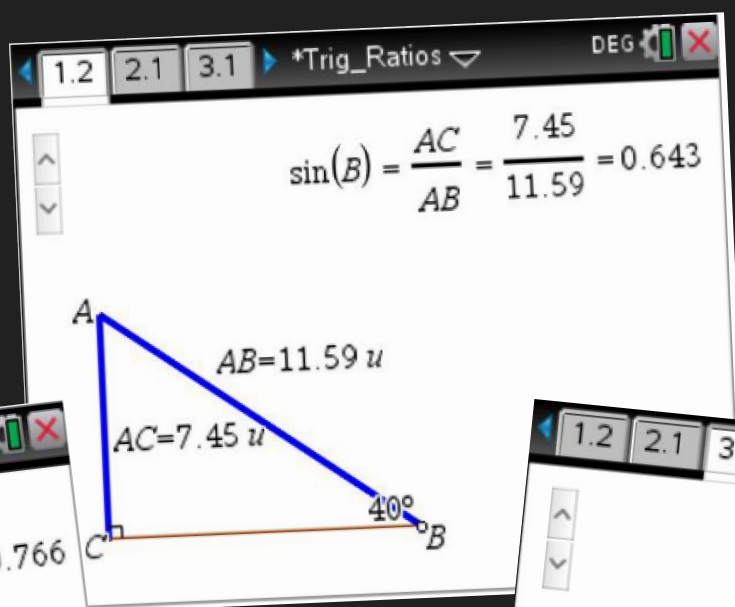 1.2 2.1 3.1 *Trig_Ratios DEG
sin(B) = AC/AB = 7.45/11.59 = 0.643
A
AB=11.59 u
AC=7.45 u
40°
C
B
.766
1.2 2.1 3